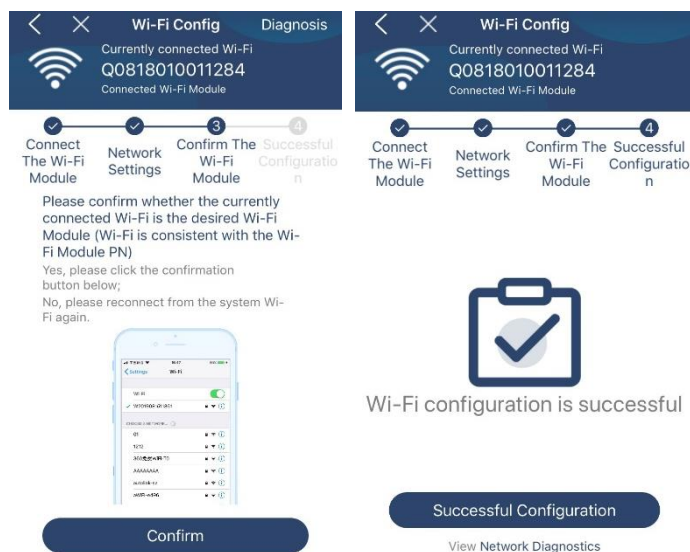 Wi-Fi Config Diagnosis
Currently connected Wi-Fi
Q0818010011284
Connected Wi-Fi Module
3 4
Connect The Wi-Fi Module
Network Settings
Confirm The Wi-Fi Module
Successful Configuration
Please confirm whether the currently
connected Wi-Fi is the desired Wi-Fi
Module (Wi-Fi is consistent with the Wi-
Fi Module PN)
Yes, please click the confirmation
button below;
No, please reconnect from the system Wi-
Fi again.
Settings Wi-Fi
Wi-Fi
01
1212
AAAAAAAA
Confirm
Wi-Fi Config
Currently connected Wi-Fi
Q0818010011284
Connected Wi-Fi Module
4
Connect The Wi-Fi Module
Network Settings
Confirm The Wi-Fi Module
Successful Configuration
Wi-Fi configuration is successful
Successful Configuration
View Network Diagnostics